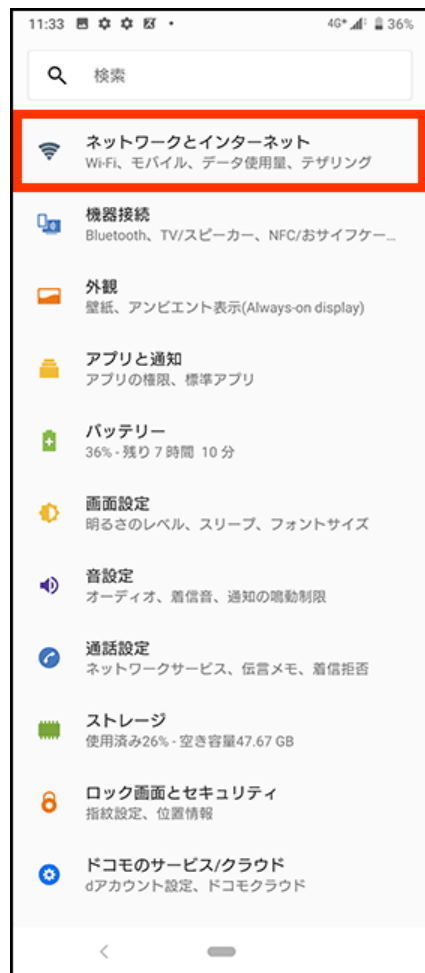 11:33
4G+
36%
検索
ネットワークとインターネット
Wi-Fi、モバイル、データ使用量、テザリング
機器接続
Bluetooth、TV/スピーカー、NFC/おサイフケー…
外観
壁紙、アンビエント表示(Always-on display)
アプリと通知
アプリの権限、標準アプリ
バッテリー
36% - 残り 7 時間 10 分
画面設定
明るさのレベル、スリープ、フォントサイズ
音設定
オーディオ、着信音、通知の鳴動制限
通話設定
ネットワークサービス、伝言メモ、着信拒否
ストレージ
使用済み26% - 空き容量47.67 GB
ロック画面とセキュリティ
指紋設定、位置情報
ドコモのサービス/クラウド
dアカウント設定、ドコモクラウド